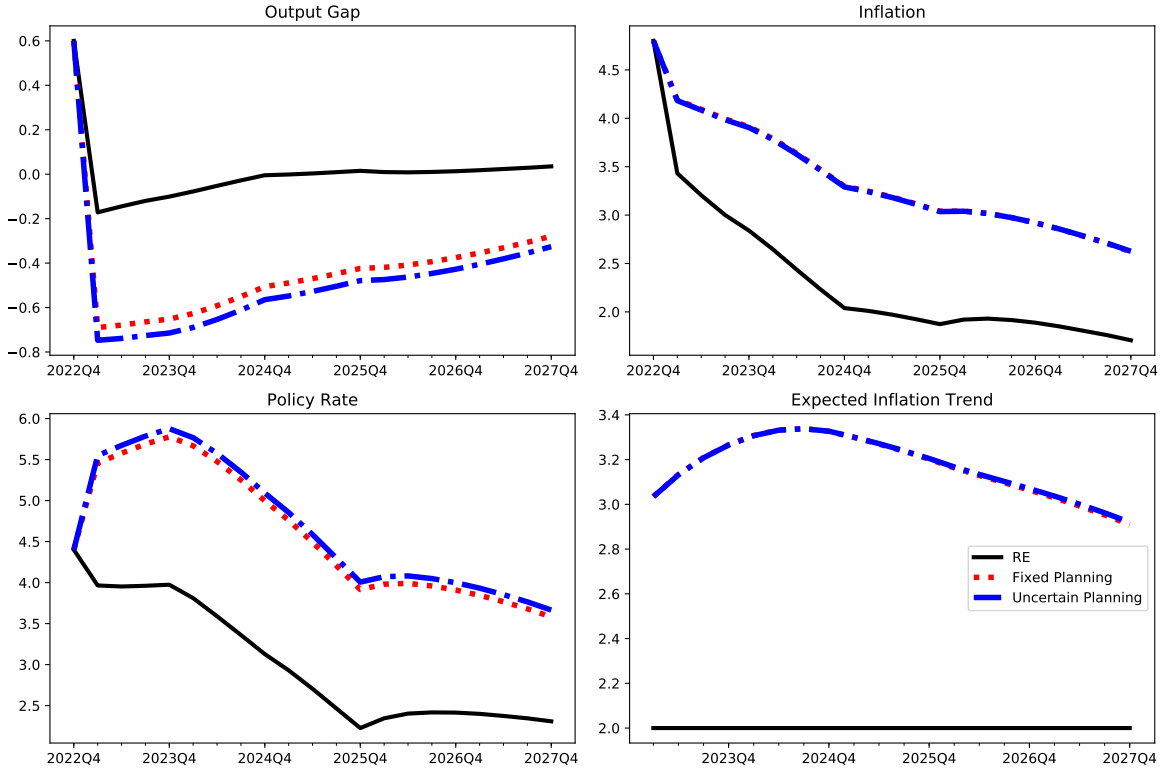 Output Gap
0.6
0.4
0.2
0.0
−0.2
−0.4
−0.6
−0.8
2022Q4 2023Q4 2024Q4 2025Q4 2026Q4 2027Q4
Inflation
4.5
4.0
3.5
3.0
2.5
2.0
2022Q4 2023Q4 2024Q4 2025Q4 2026Q4 2027Q4
Policy Rate
6.0
5.5
5.0
4.5
4.0
3.5
3.0
2.5
2022Q4 2023Q4 2024Q4 2025Q4 2026Q4 2027Q4
Expected Inflation Trend
3.4
3.2
3.0
2.8
2.6
2.4
2.2
2.0
RE
Fixed Planning
Uncertain Planning
2023Q4 2024Q4 2025Q4 2026Q4 2027Q4